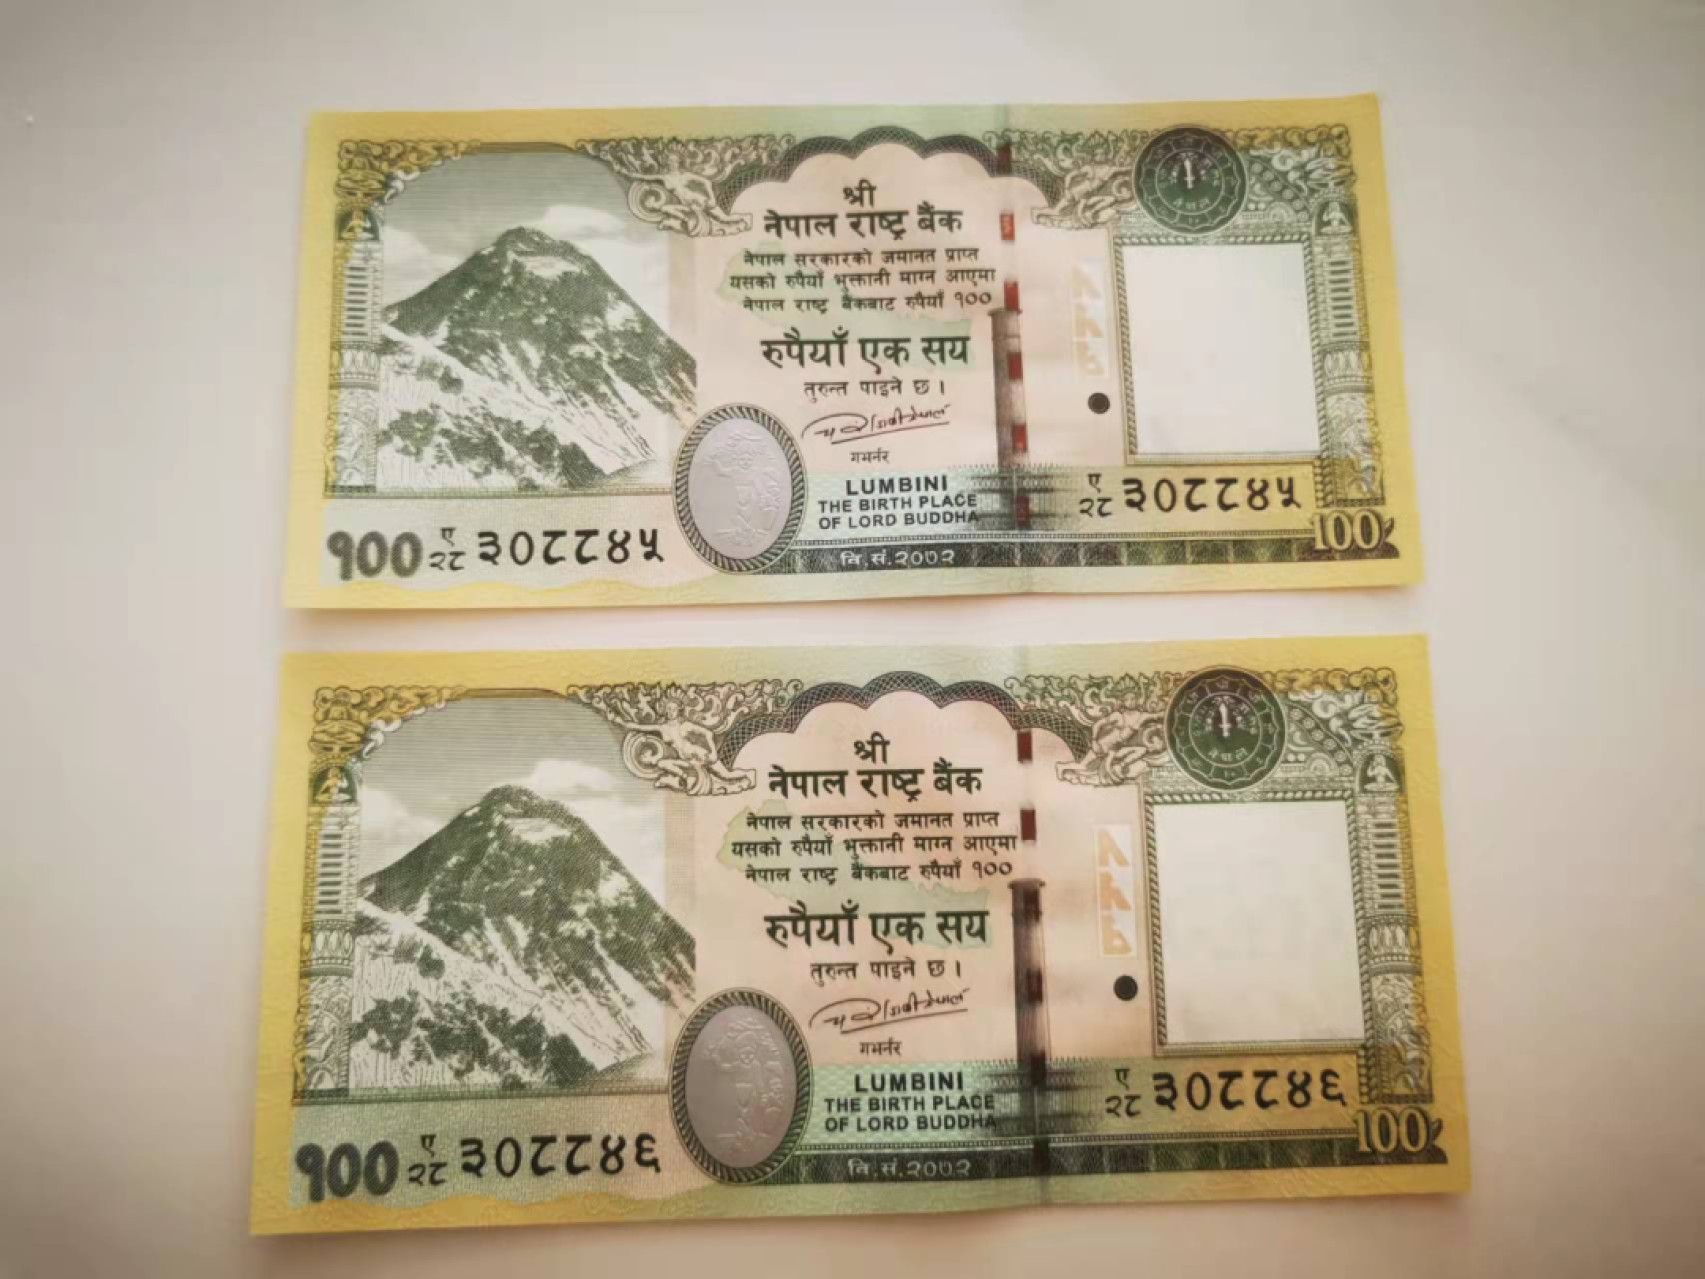 श्री
नेपाल राष्ट्र बैंक
नेपाल सरकारको जमानत प्राप्त
यसको रुपैयाँ भुक्तानी माग्न आएमा
नेपाल राष्ट्र बैंकबाट रुपैयाँ १००
रुपैयाँ एक सय
तुरुन्त पाइने छ ।
गभर्नर
LUMBINI
THE BIRTH PLACE
OF LORD BUDDHA
ए २८ ३०८८४५
100
१०० ए २८ ३०८८४५
वि.सं.२०७२
श्री
नेपाल राष्ट्र बैंक
नेपाल सरकारको जमानत प्राप्त
यसको रुपैयाँ भुक्तानी माग्न आएमा
नेपाल राष्ट्र बैंकबाट रुपैयाँ १००
रुपैयाँ एक सय
तुरुन्त पाइने छ ।
गभर्नर
LUMBINI
THE BIRTH PLACE
OF LORD BUDDHA
ए २८ ३०८८४६
100
१०० ए २८ ३०८८४६
वि.सं.२०७२